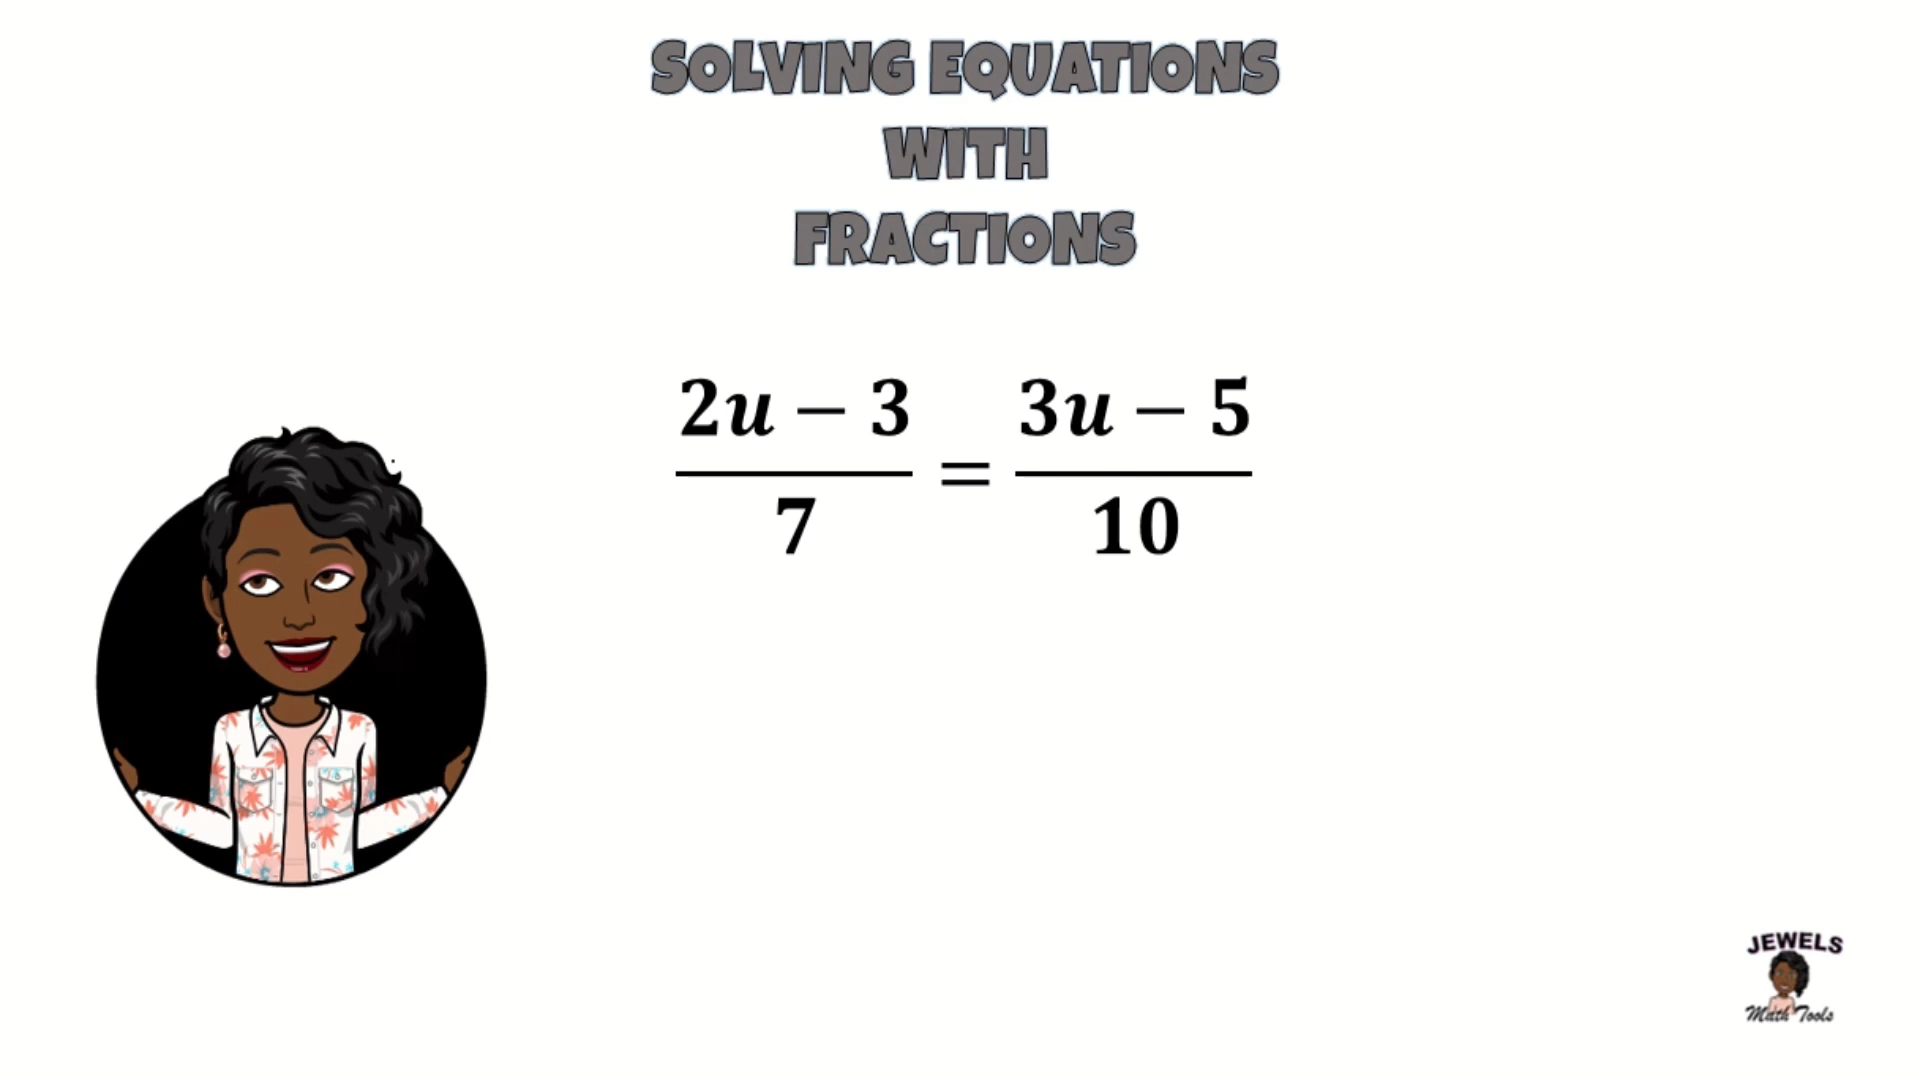 SOLVING EQUATIONS
WITH
FRACTIONS
2u − 3 / 7 = 3u − 5 / 10
JEWELS
Math Tools